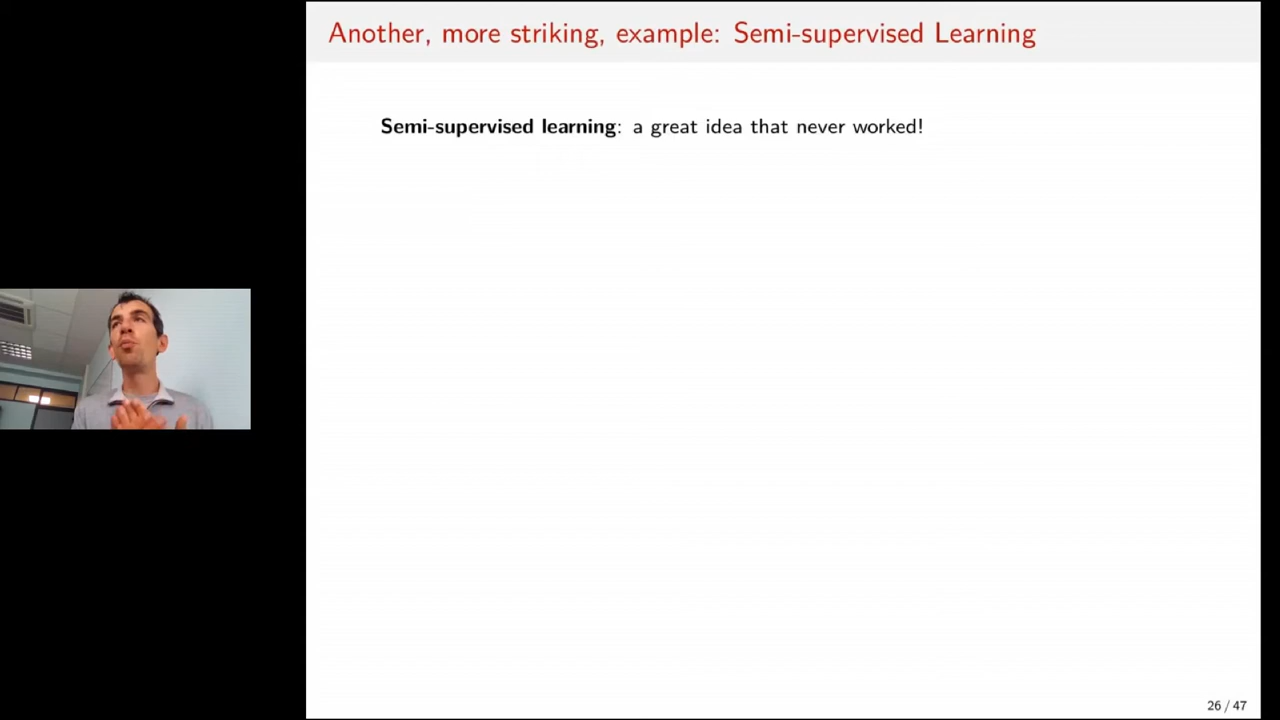 Another, more striking, example: Semi-supervised Learning
Semi-supervised learning: a great idea that never worked!
26 / 47